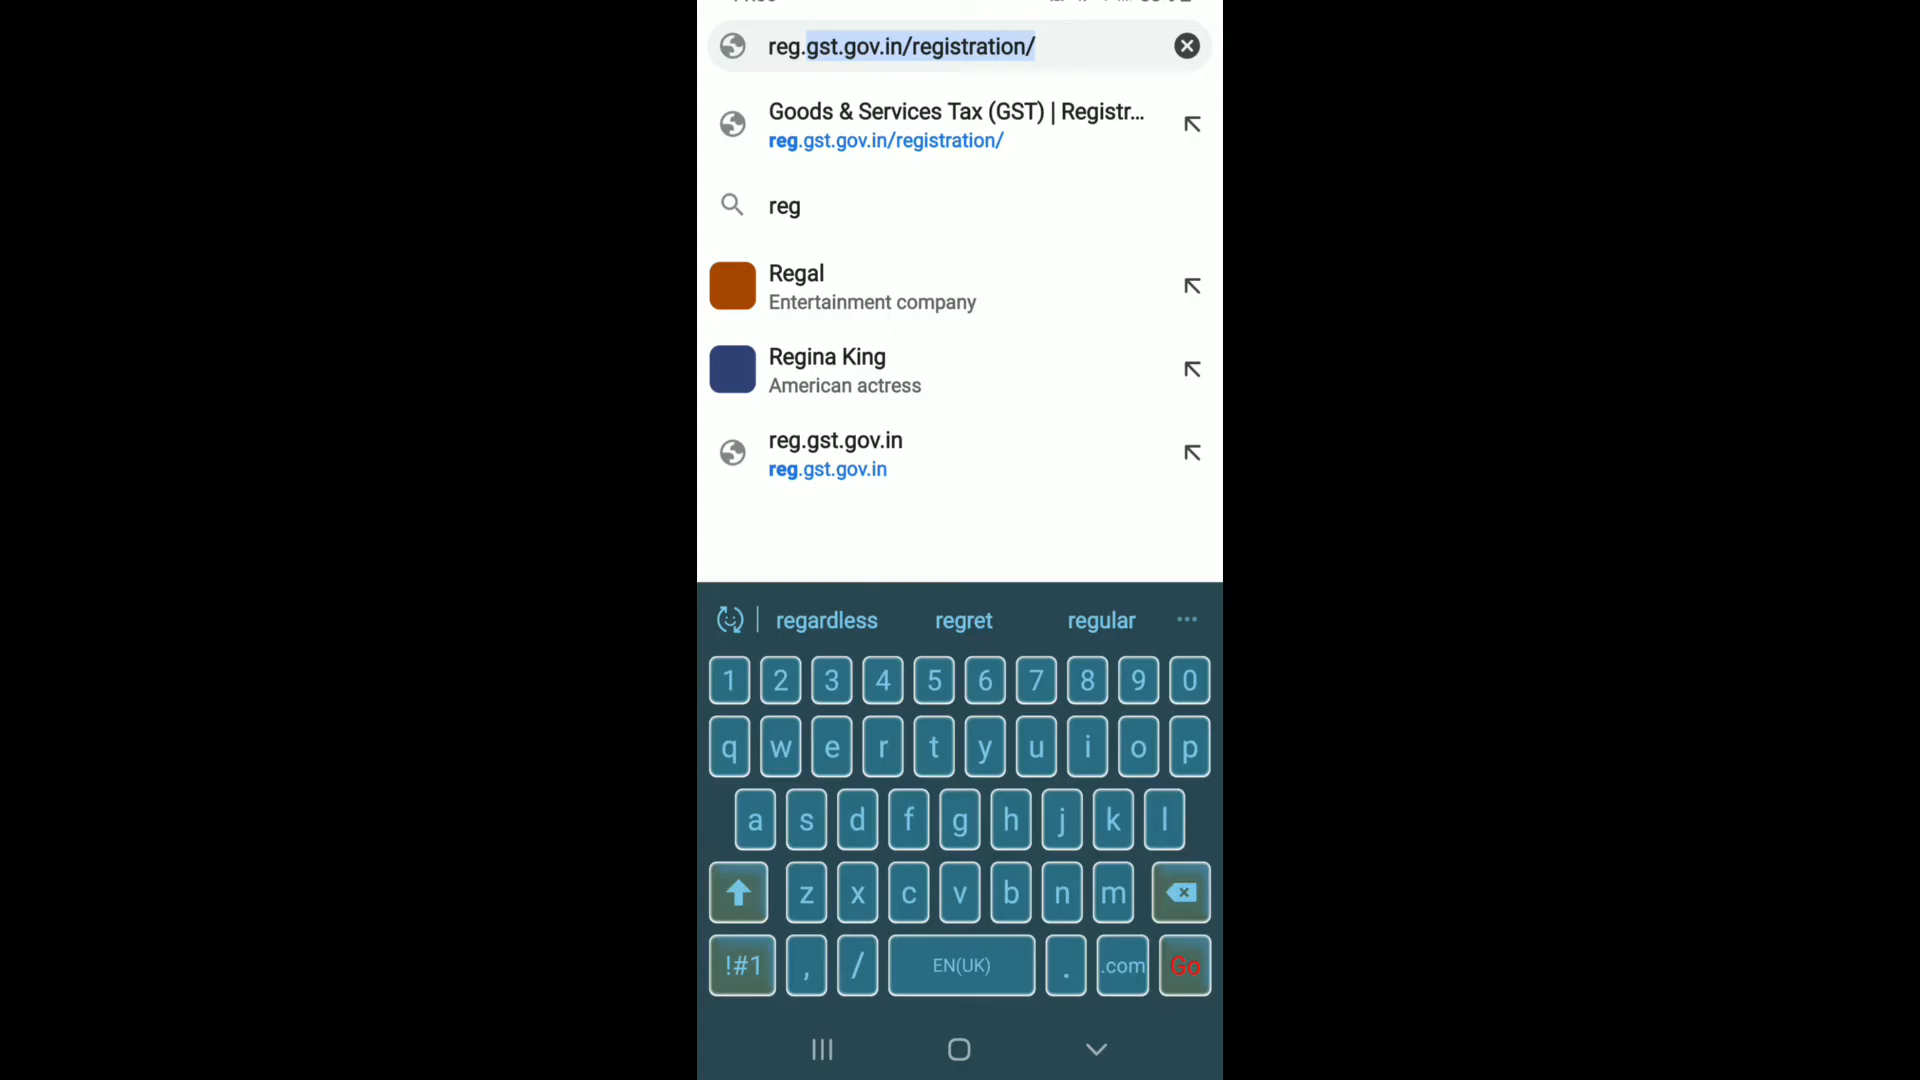 reg.gst.gov.in/registration/
Goods & Services Tax (GST) | Registr...
reg.gst.gov.in/registration/
reg
Regal
Entertainment company
Regina King
American actress
reg.gst.gov.in
reg.gst.gov.in
regardless regret regular ...
1 2 3 4 5 6 7 8 9 0
q w e r t y u i o p
a s d f g h j k l
z x c v b n m
!#1 , / EN(UK) . .com Go